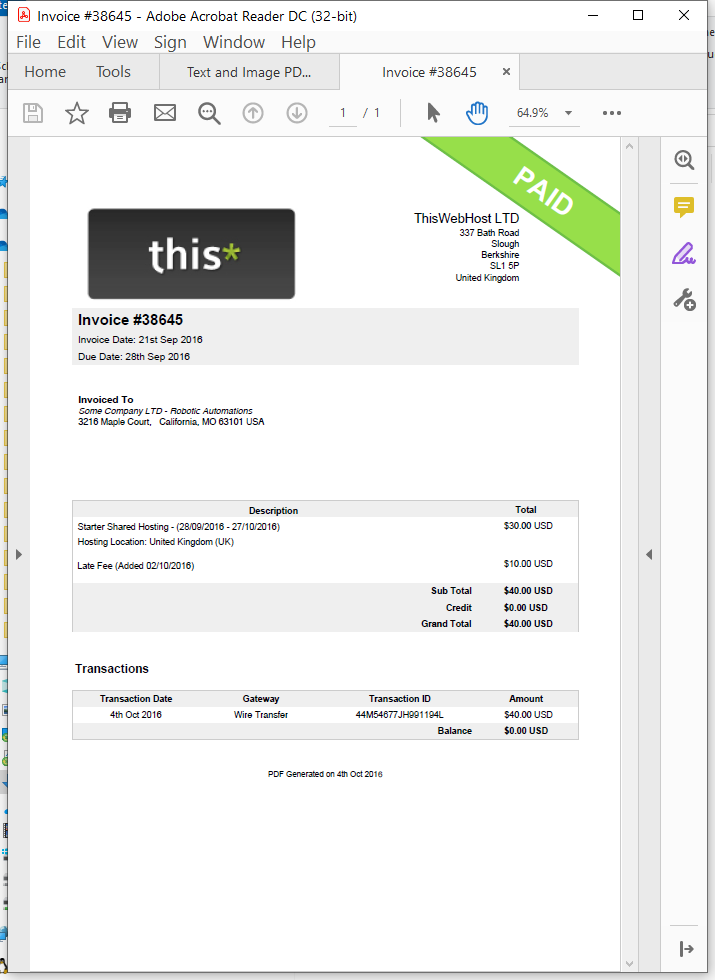 Invoice #38645 - Adobe Acrobat Reader DC (32-bit)
File Edit View Sign Window Help
Home Tools Text and Image PD... Invoice #38645
1 / 1 64.9%
PAID
this*
ThisWebHost LTD
337 Bath Road
Slough
Berkshire
SL1 5P
United Kingdom
Invoice #38645
Invoice Date: 21st Sep 2016
Due Date: 28th Sep 2016
Invoiced To
Some Company LTD - Robotic Automations
3216 Maple Court, California, MO 63101 USA
Description Total
Starter Shared Hosting - (28/09/2016 - 27/10/2016) $30.00 USD
Hosting Location: United Kingdom (UK)
Late Fee (Added 02/10/2016) $10.00 USD
Sub Total $40.00 USD
Credit $0.00 USD
Grand Total $40.00 USD
Transactions
Transaction Date Gateway Transaction ID Amount
4th Oct 2016 Wire Transfer 44M54677JH991194L $40.00 USD
Balance $0.00 USD
PDF Generated on 4th Oct 2016